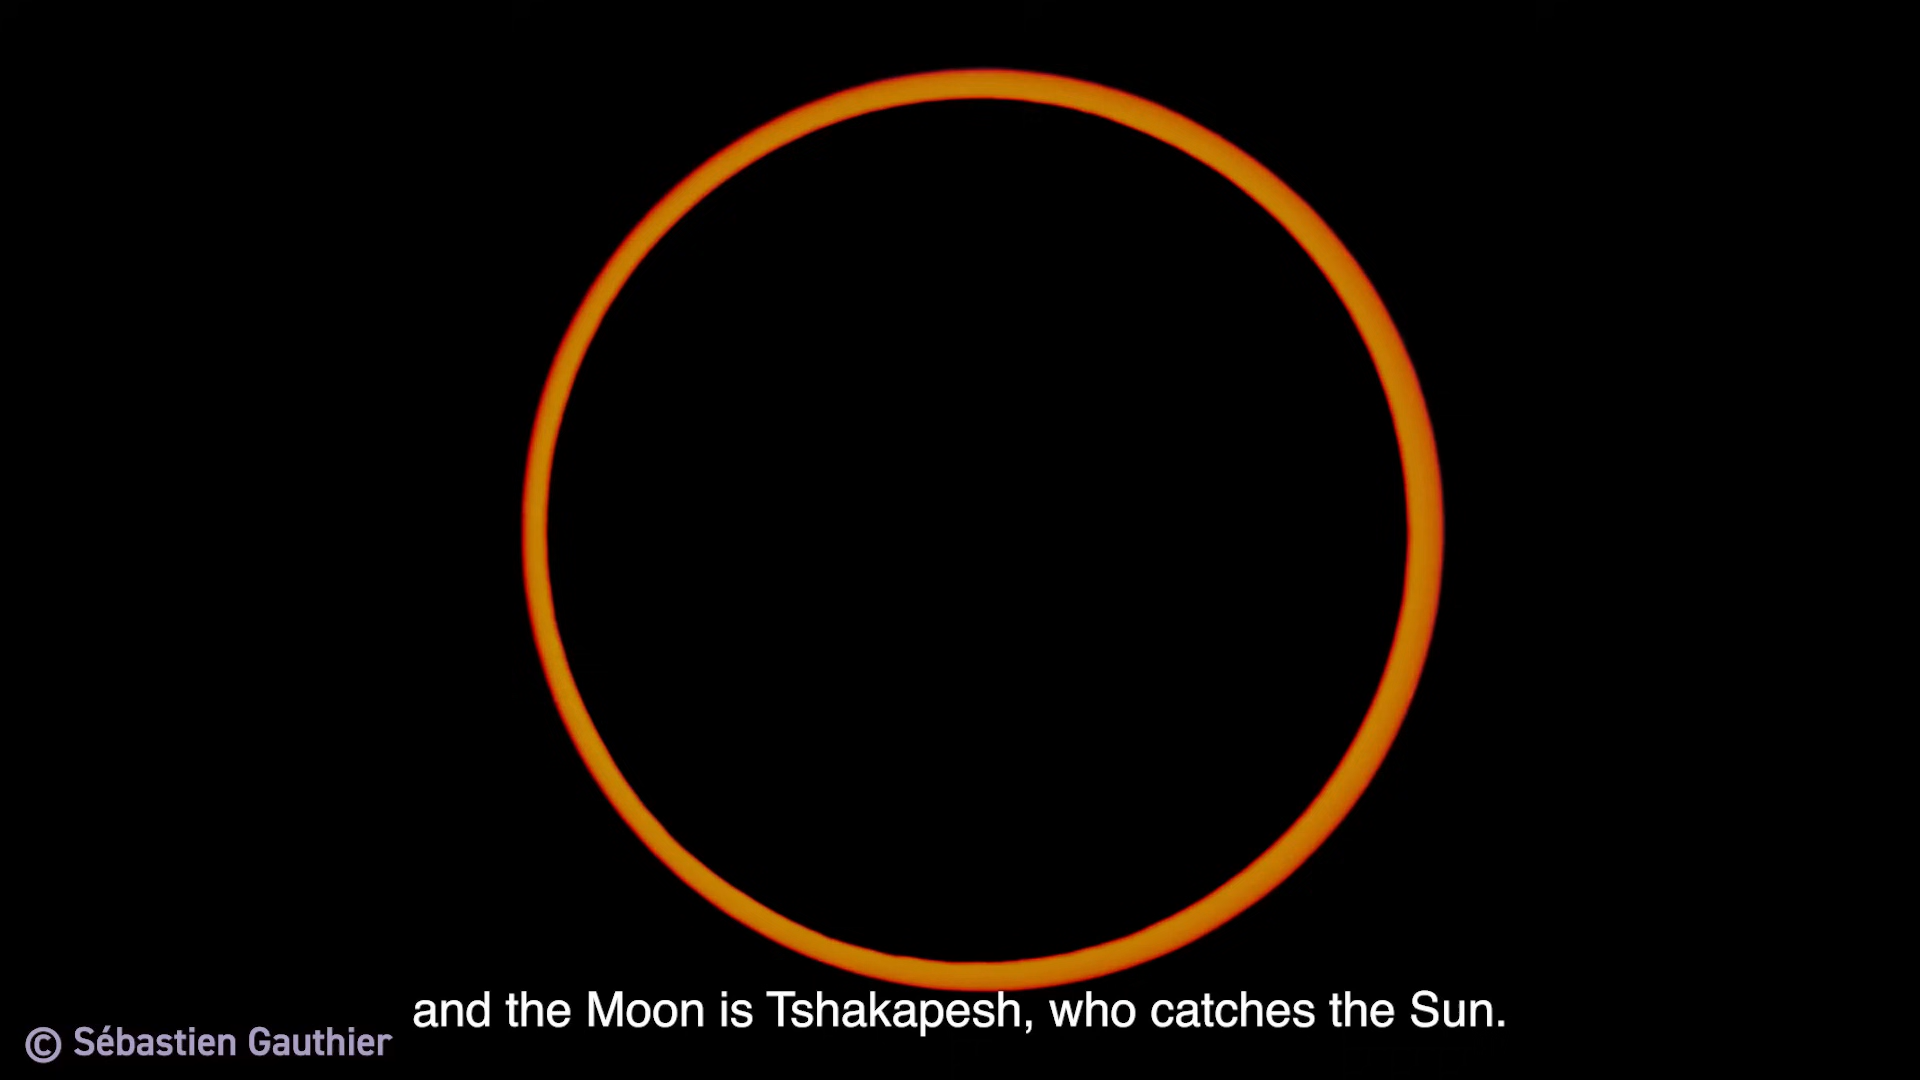 and the Moon is Tshakapesh, who catches the Sun.
© Sébastien Gauthier